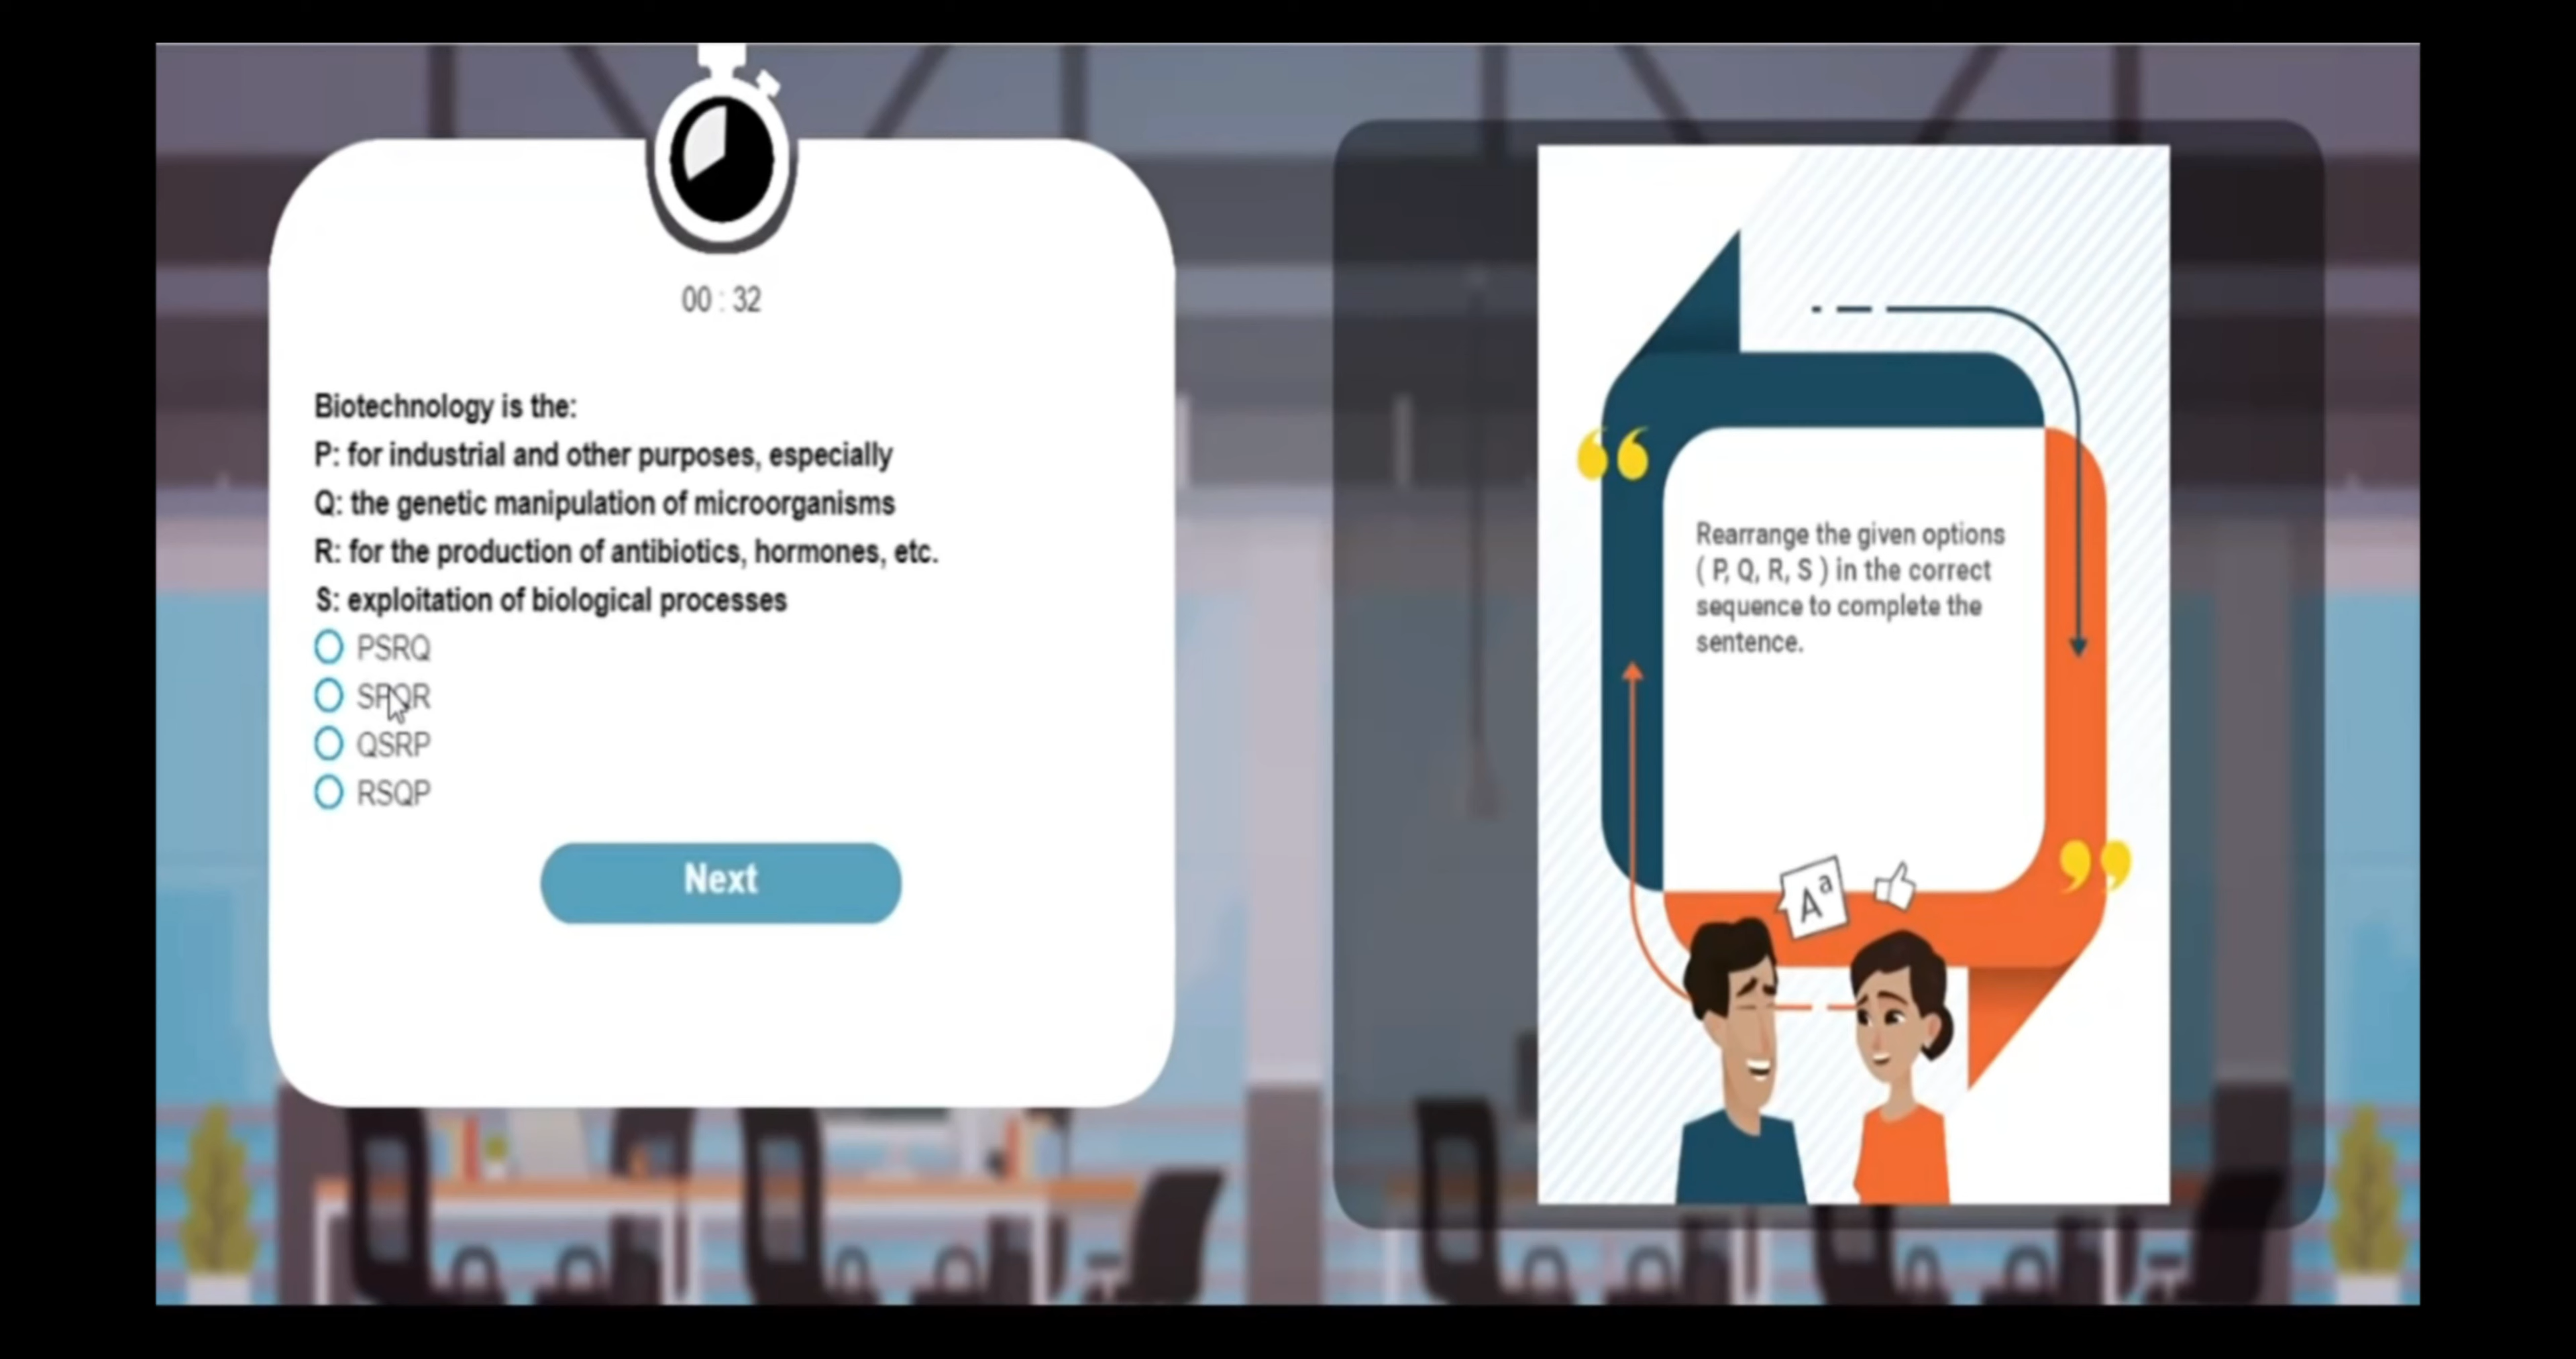 00 : 32
Biotechnology is the:
P: for industrial and other purposes, especially
Q: the genetic manipulation of microorganisms
R: for the production of antibiotics, hormones, etc.
S: exploitation of biological processes
PSRQ
SPQR
QSRP
RSQP
Next
Rearrange the given options
( P, Q, R, S ) in the correct
sequence to complete the
sentence.
Aa